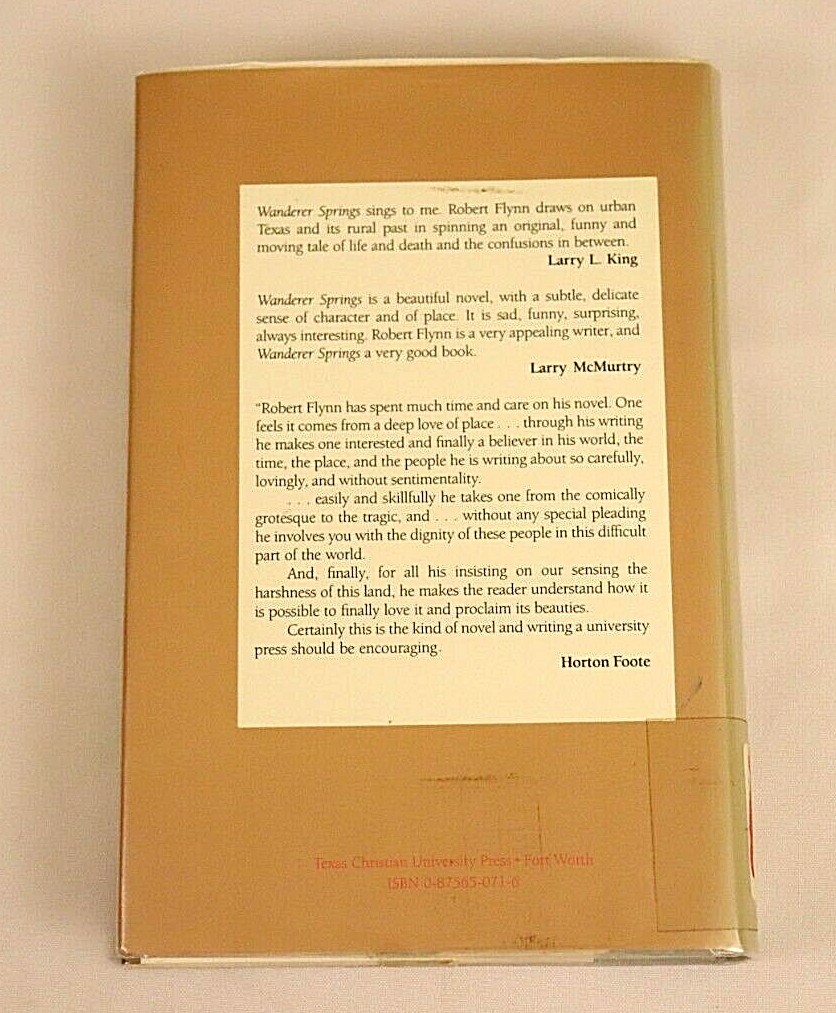 Wanderer Springs sings to me. Robert Flynn draws on urban
Texas and its rural past in spinning an original, funny and
moving tale of life and death and the confusions in between.
Larry L. King
Wanderer Springs is a beautiful novel, with a subtle, delicate
sense of character and of place. It is sad, funny, surprising,
always interesting. Robert Flynn is a very appealing writer, and
Wanderer Springs a very good book.
Larry McMurtry
“Robert Flynn has spent much time and care on his novel. One
feels it comes from a deep love of place . . . through his writing
he makes one interested and finally a believer in his world, the
time, the place, and the people he is writing about so carefully,
lovingly, and without sentimentality.
. . . easily and skillfully he takes one from the comically
grotesque to the tragic, and . . . without any special pleading
he involves you with the dignity of these people in this difficult
part of the world.
And, finally, for all his insisting on our sensing the
harshness of this land, he makes the reader understand how it
is possible to finally love it and proclaim its beauties.
Certainly this is the kind of novel and writing a university
press should be encouraging.
Horton Foote
Texas Christian University Press • Fort Worth
ISBN 0-87565-071-6